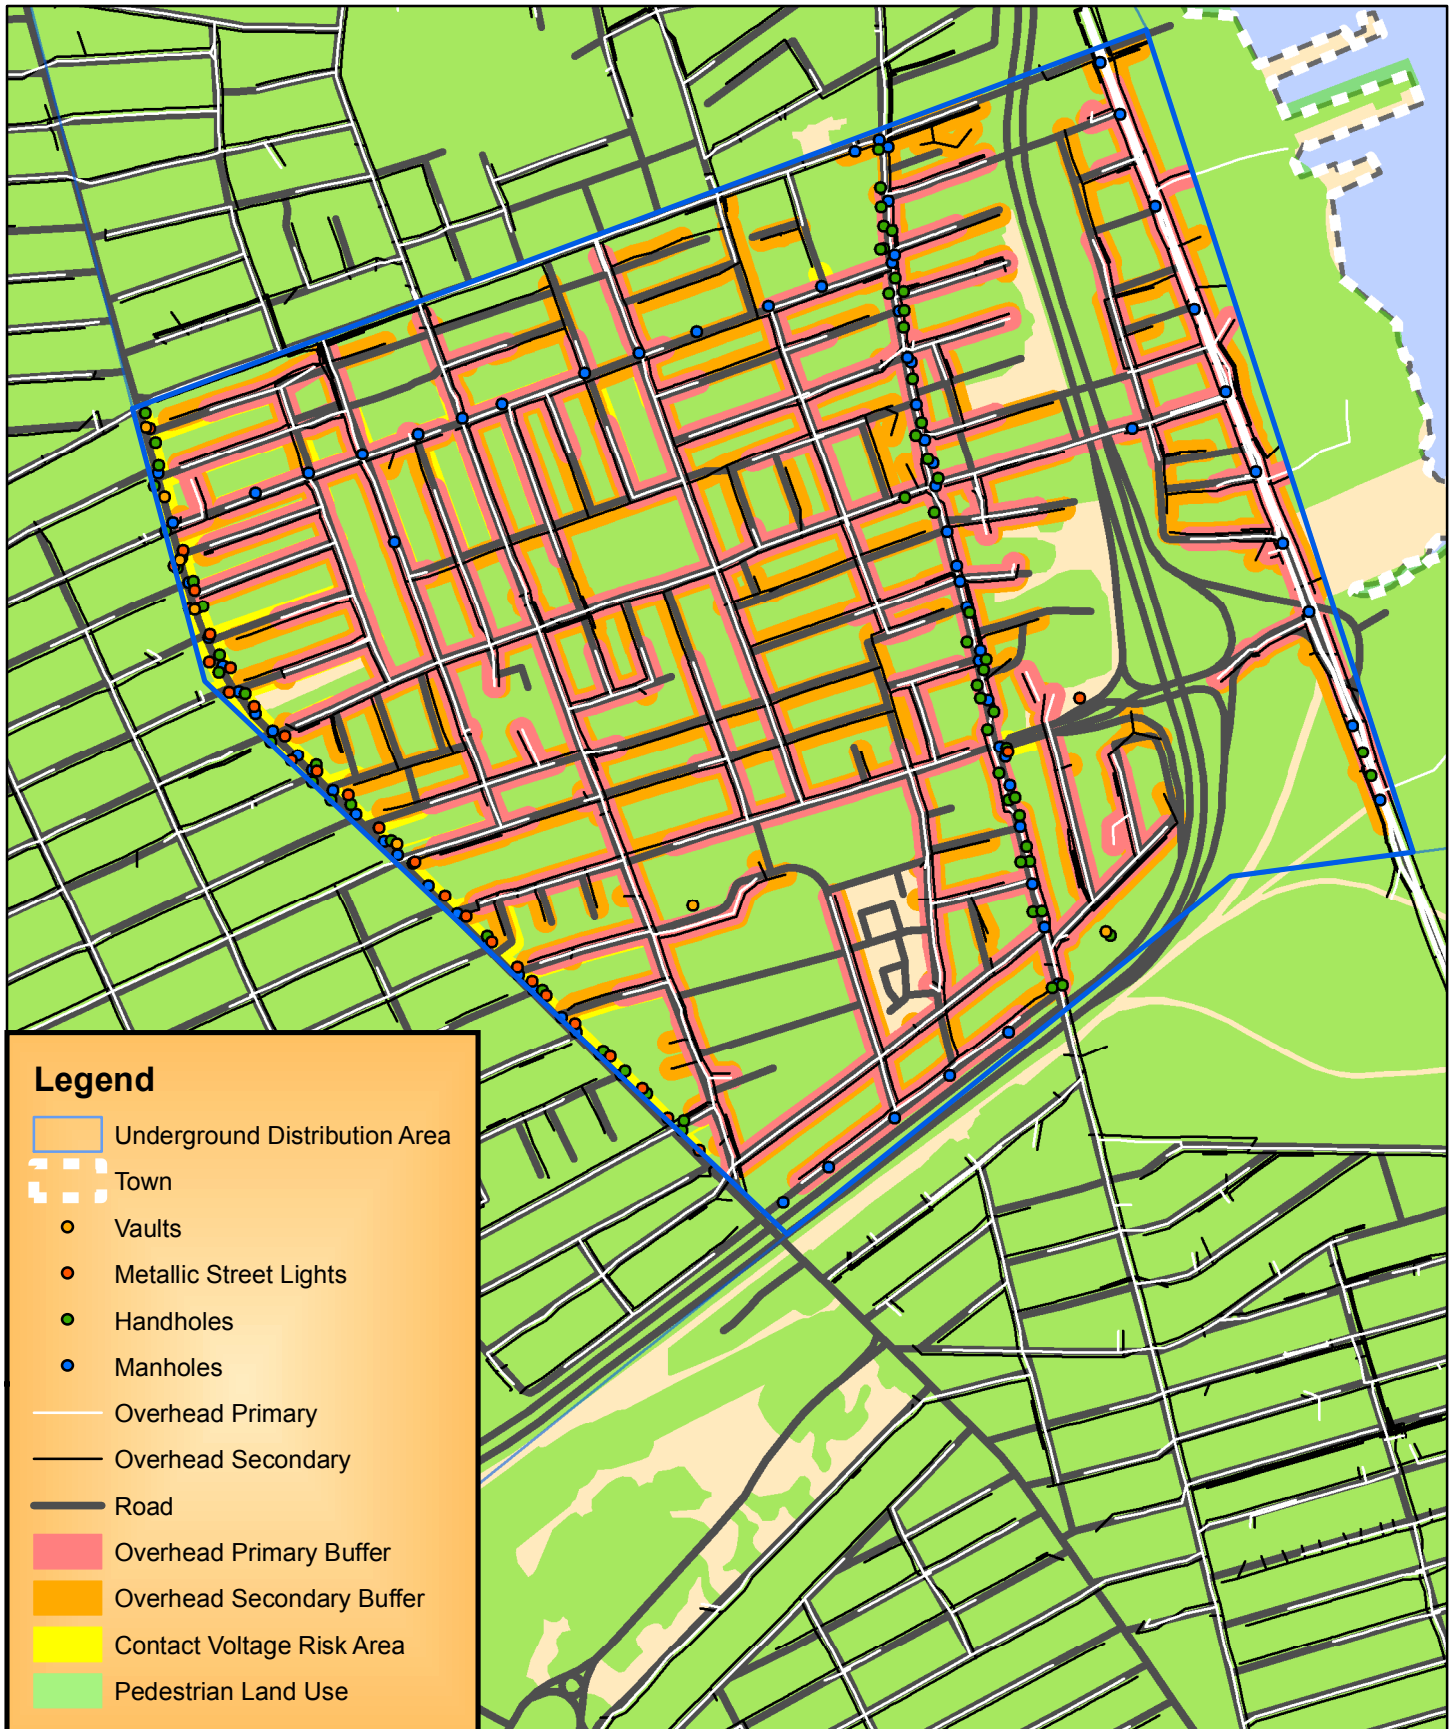 Legend
Underground Distribution Area
Town
Vaults
Metallic Street Lights
Handholes
Manholes
Overhead Primary
Overhead Secondary
Road
Overhead Primary Buffer
Overhead Secondary Buffer
Contact Voltage Risk Area
Pedestrian Land Use